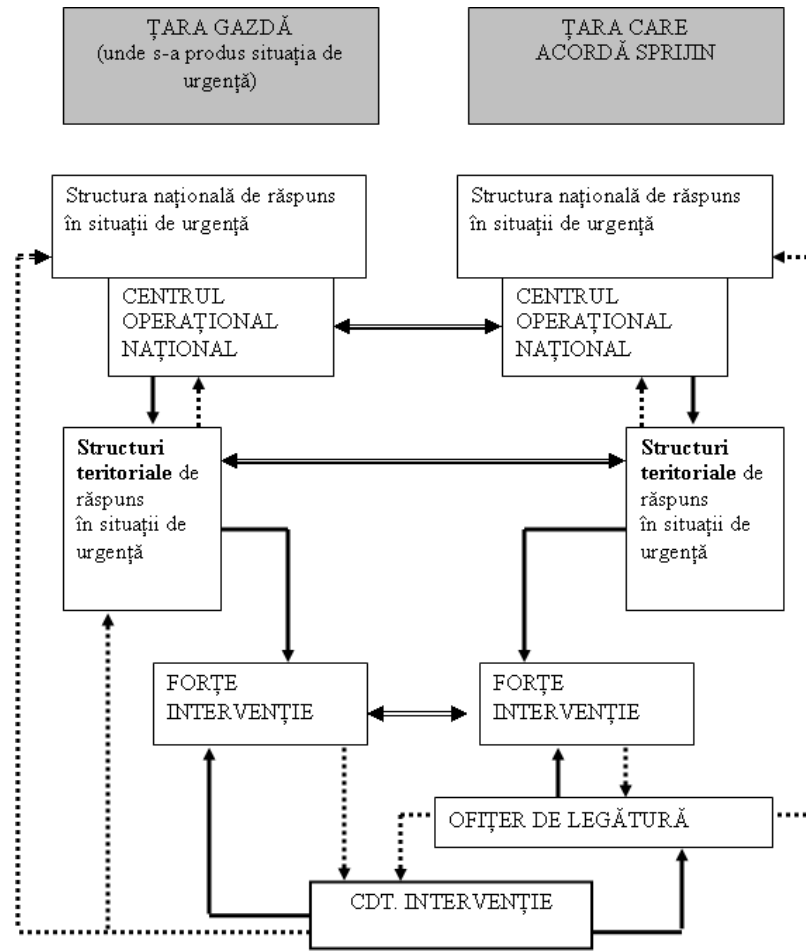 ȚARA GAZDĂ
(unde s-a produs situația de
urgență)
ȚARA CARE
ACORDĂ SPRIJIN
Structura națională de răspuns
în situații de urgență
Structura națională de răspuns
în situații de urgență
CENTRUL
OPERAȚIONAL
NAȚIONAL
CENTRUL
OPERAȚIONAL
NAȚIONAL
Structuri
teritoriale de
răspuns
în situații de
urgență
Structuri
teritoriale de
răspuns
în situații de
urgență
FORȚE
INTERVENȚIE
FORȚE
INTERVENȚIE
OFIȚER DE LEGĂTURĂ
CDT. INTERVENȚIE